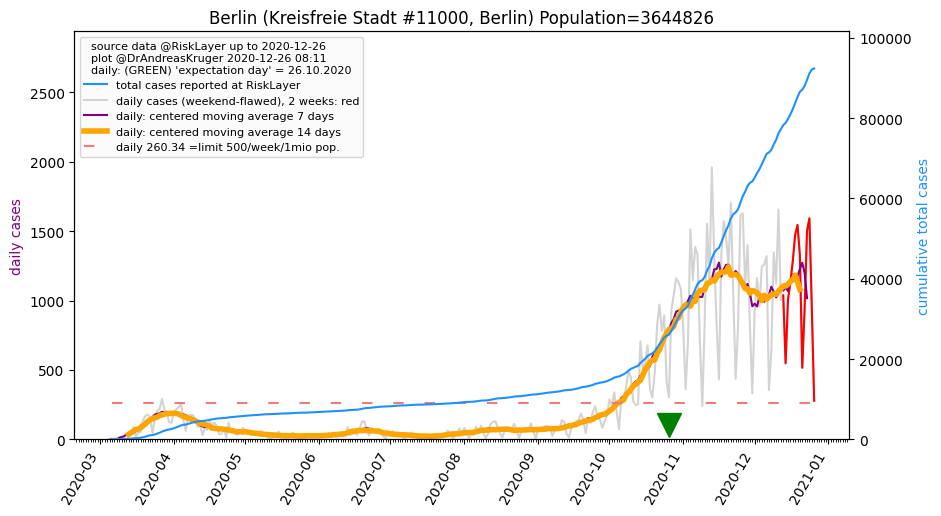 Berlin (Kreisfreie Stadt #11000, Berlin) Population=3644826
source data @RiskLayer up to 2020-12-26
plot @DrAndreasKruger 2020-12-26 08:11
daily: (GREEN) 'expectation day' = 26.10.2020
total cases reported at RiskLayer
daily cases (weekend-flawed), 2 weeks: red
daily: centered moving average 7 days
daily: centered moving average 14 days
daily 260.34 =limit 500/week/1mio pop.
daily cases
2500
2000
1500
1000
500
0
100000
80000
60000
40000
20000
0
cumulative total cases
2020-03
2020-04
2020-05
2020-06
2020-07
2020-08
2020-09
2020-10
2020-11
2020-12
2021-01